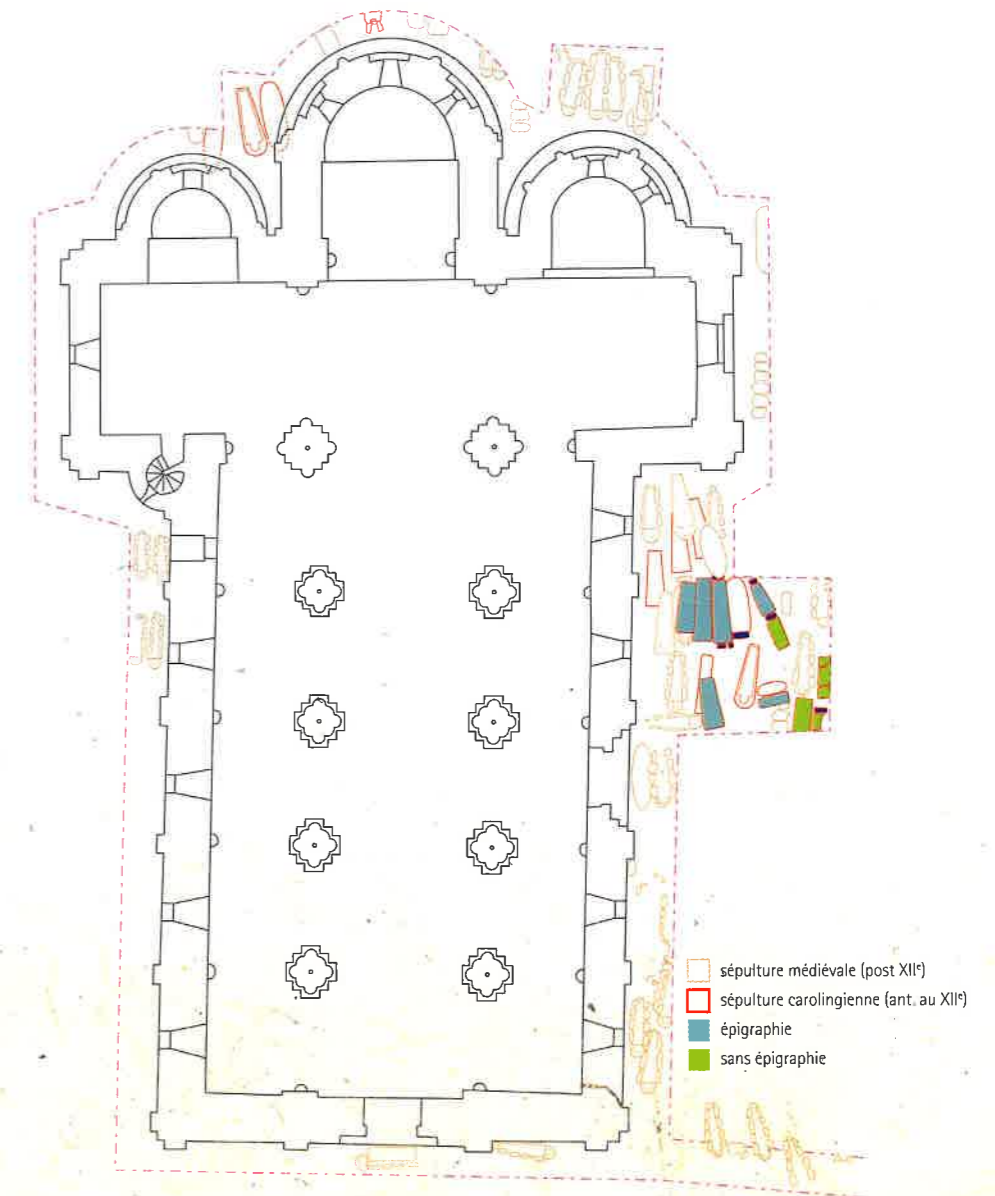 sépulture médiévale (post XIIᵉ)
sépulture carolingienne (ant. au XIIᵉ)
épigraphie
sans épigraphie